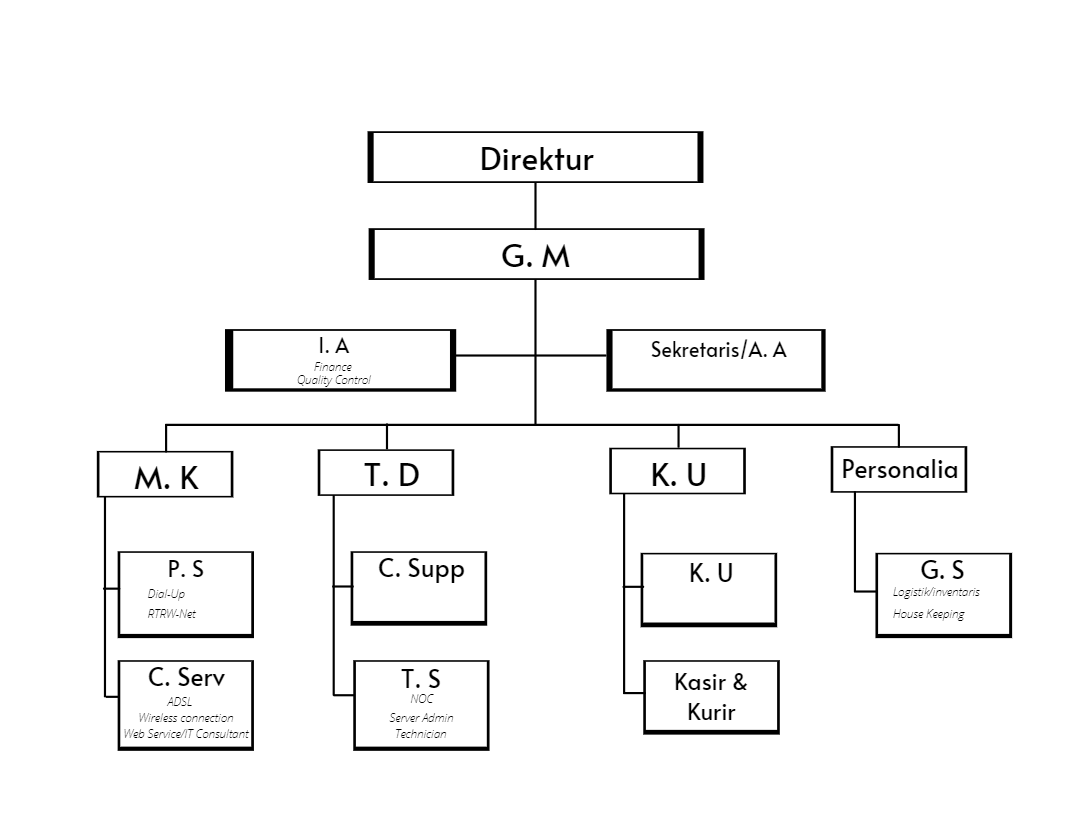 Direktur
G. M
I. A
Finance
Quality Control
Sekretaris/A. A
M. K
T. D
K. U
Personalia
P. S
Dial-Up
RTRW-Net
C. Supp
K. U
G. S
Logistik/inventaris
House Keeping
C. Serv
ADSL
Wireless connection
Web Service/IT Consultant
T. S
NOC
Server Admin
Technician
Kasir &
Kurir